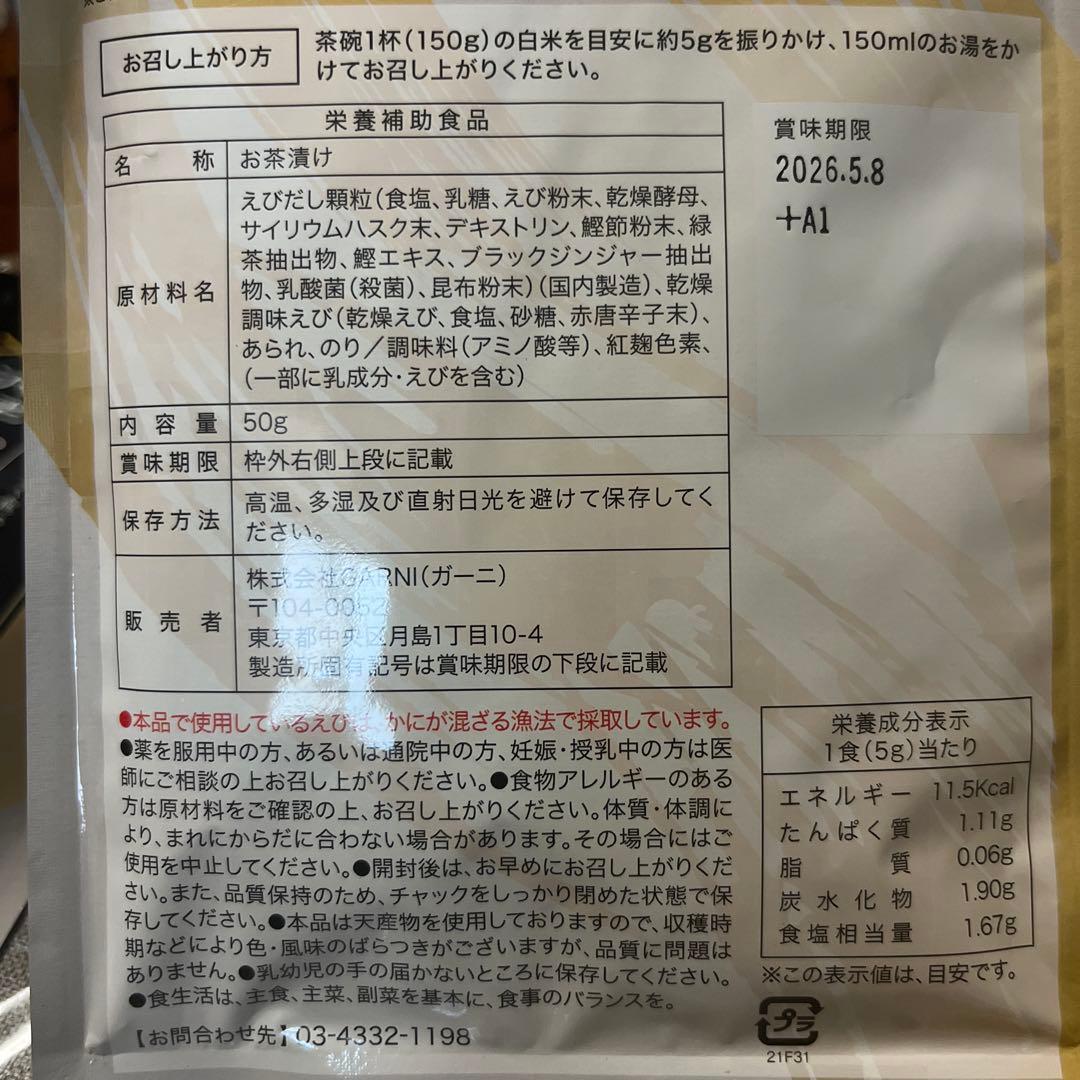 お召し上がり方
茶碗1杯(150g)の白米を目安に約5gを振りかけ、150mlのお湯をか
けてお召し上がりください。
栄養補助食品
名称 お茶漬け
原材料名
えびだし顆粒(食塩、乳糖、えび粉末、乾燥酵母、
サイリウムハスク末、デキストリン、鰹節粉末、緑
茶抽出物、鰹エキス、ブラックジンジャー抽出
物、乳酸菌(殺菌)、昆布粉末)(国内製造)、乾燥
調味えび(乾燥えび、食塩、砂糖、赤唐辛子末)、
あられ、のり/調味料(アミノ酸等)、紅麹色素、
(一部に乳成分・えびを含む)
内容量 50g
賞味期限 枠外右側上段に記載
保存方法
高温、多湿及び直射日光を避けて保存してく
ださい。
販売者
株式会社GARNI(ガーニ)
〒104-0052
東京都中央区月島1丁目10-4
製造所固有記号は賞味期限の下段に記載
賞味期限
2026.5.8
+A1
●本品で使用しているえびは、かにが混ざる漁法で採取しています。
●薬を服用中の方、あるいは通院中の方、妊娠・授乳中の方は医
師にご相談の上お召し上がりください。●食物アレルギーのある
方は原材料をご確認の上、お召し上がりください。体質・体調に
より、まれにからだに合わない場合があります。その場合にはご
使用を中止してください。●開封後は、お早めにお召し上がりくだ
さい。また、品質保持のため、チャックをしっかり閉めた状態で保
存してください。●本品は天産物を使用しておりますので、収穫時
期などにより色・風味のばらつきがございますが、品質に問題は
ありません。●乳幼児の手の届かないところに保存してください。
●食生活は、主食、主菜、副菜を基本に、食事のバランスを。
【お問合わせ先】03-4332-1198
栄養成分表示
1食(5g)当たり
エネルギー 11.5Kcal
たんぱく質 1.11g
脂質 0.06g
炭水化物 1.90g
食塩相当量 1.67g
※この表示値は、目安です。
プラ
21F31